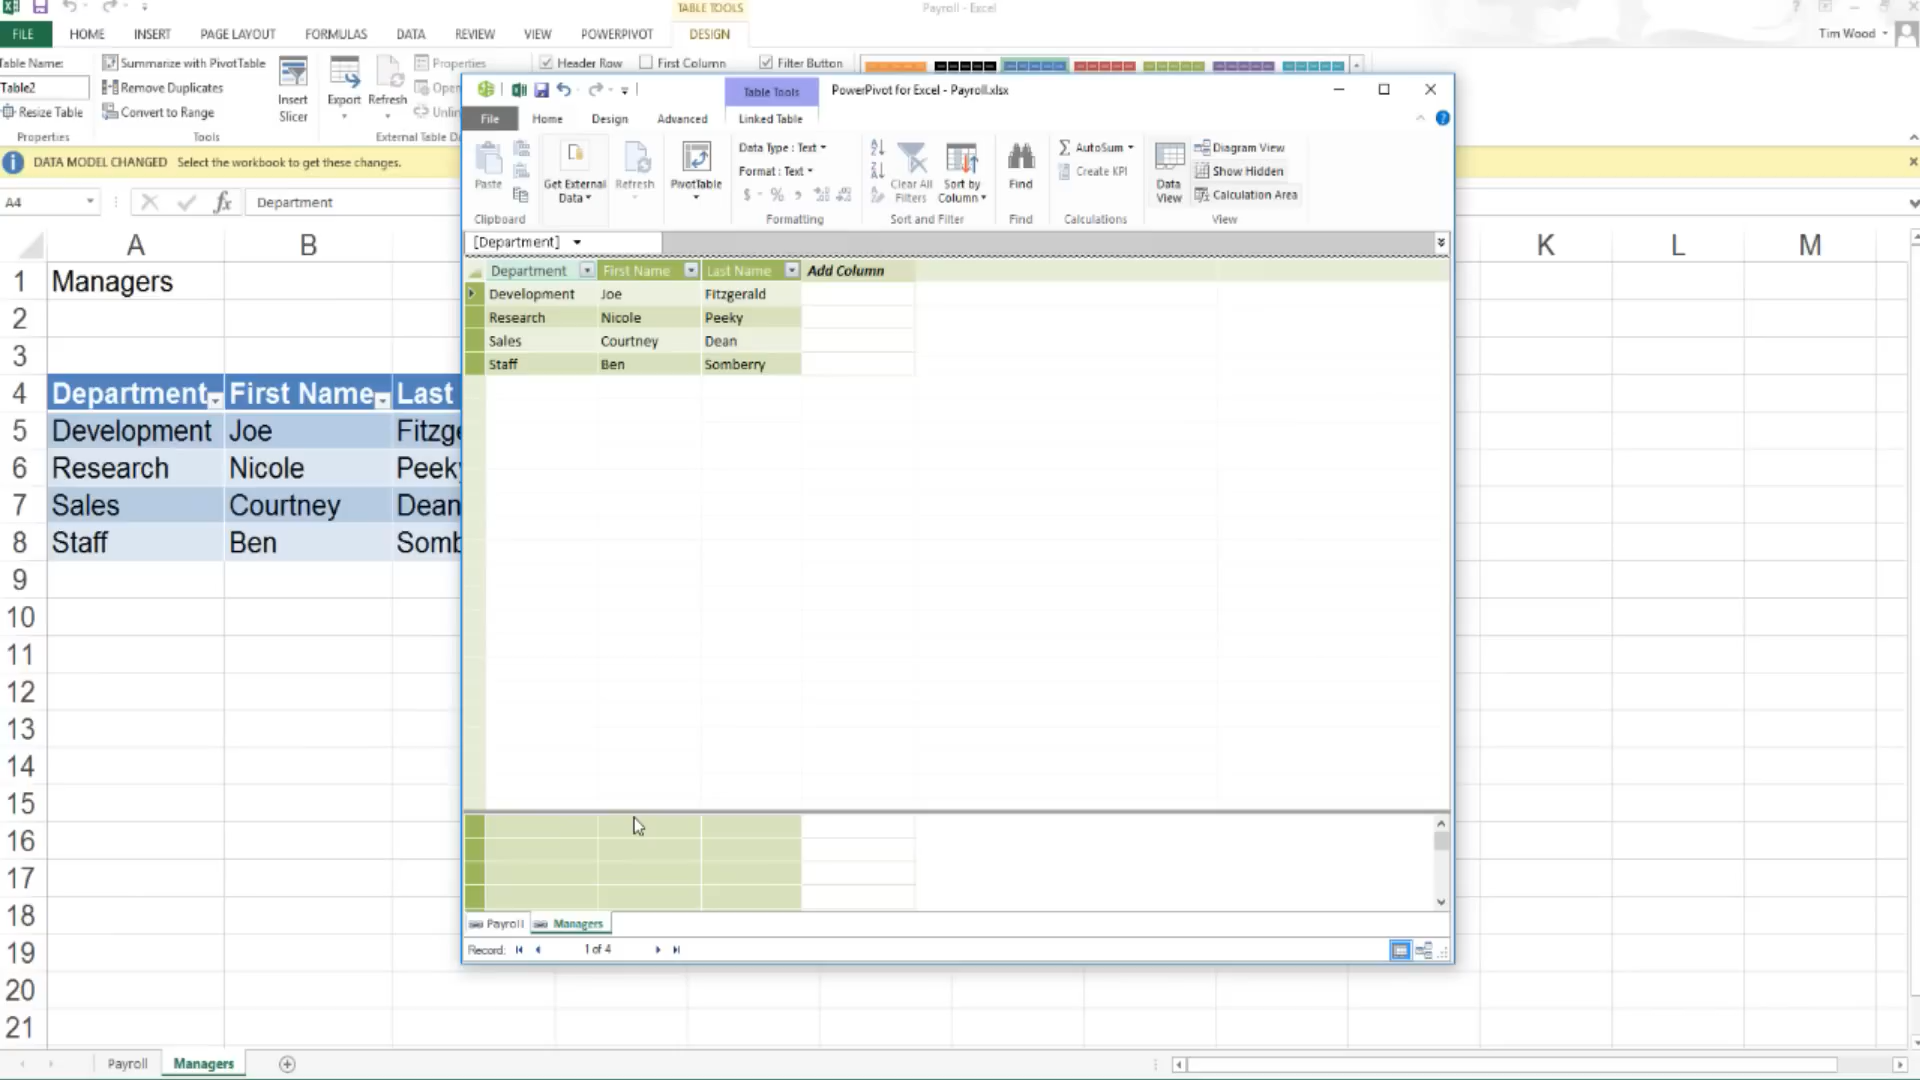 TABLE TOOLS
Payroll - Excel
FILE HOME INSERT PAGE LAYOUT FORMULAS DATA REVIEW VIEW POWERPIVOT DESIGN
Tim Wood
Table Name:
Table2
Resize Table
Properties
Summarize with PivotTable
Remove Duplicates
Convert to Range
Tools
Insert
Slicer
Export
Refresh
Properties
External Table
Header Row First Column Filter Button
DATA MODEL CHANGED Select the workbook to get these changes.
A4
fx
Department
A B K L M
1 Managers
2
3
4 Department First Name Last
5 Development Joe
6 Research Nicole
7 Sales Courtney Dean
8 Staff Ben
9
10
11
12
13
14
15
16
17
18
19
20
21
Payroll Managers
Table Tools
PowerPivot for Excel - Payroll.xlsx
File Home Design Advanced Linked Table
Paste
Clipboard
Get External
Data
Refresh
PivotTable
Data Type : Text
Format : Text
$ % ,
Formatting
Clear All
Filters
Sort by
Column
Sort and Filter
Find
Find
AutoSum
Create KPI
Calculations
Data
View
Diagram View
Show Hidden
Calculation Area
View
[Department]
Department First Name Last Name Add Column
Development Joe Fitzgerald
Research Nicole Peeky
Sales Courtney Dean
Staff Ben Somberry
Payroll Managers
Record: 1 of 4